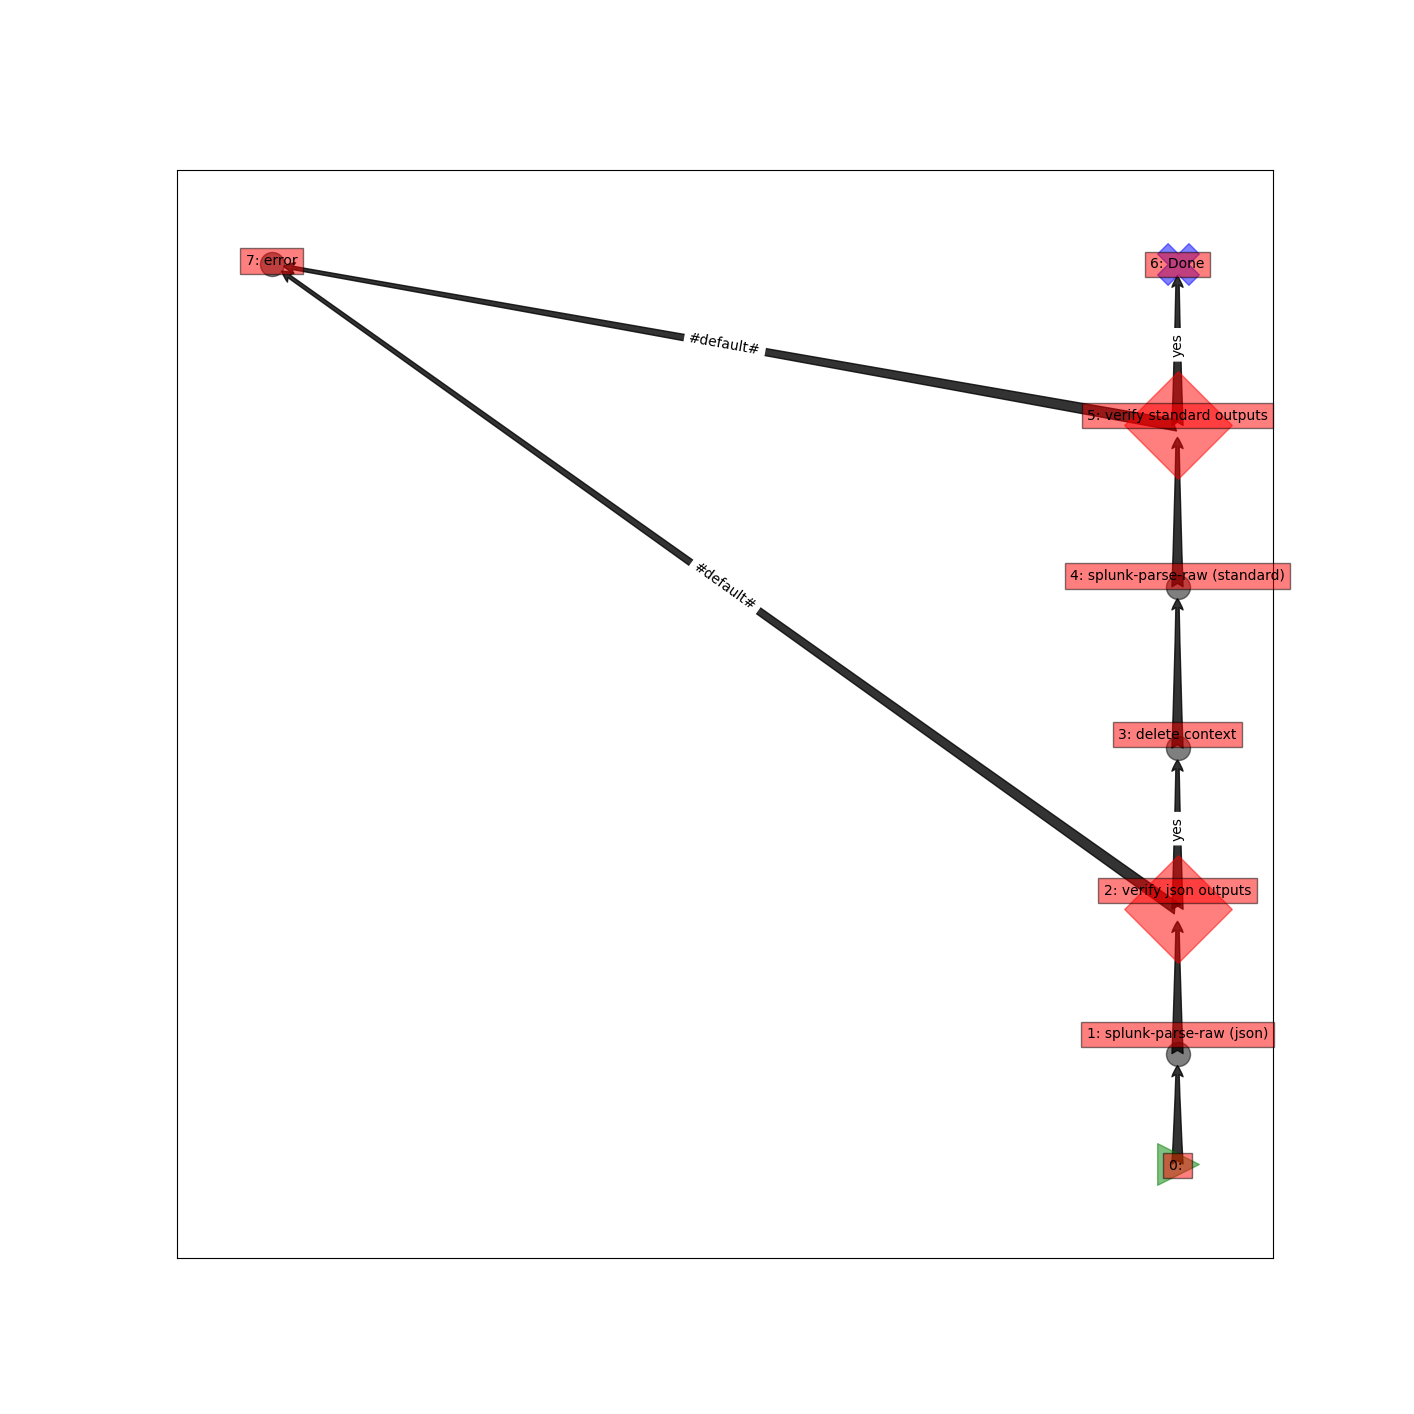 7: error
6: Done
#default#
yes
5: verify standard outputs
4: splunk-parse-raw (standard)
#default#
3: delete context
yes
2: verify json outputs
1: splunk-parse-raw (json)
0: